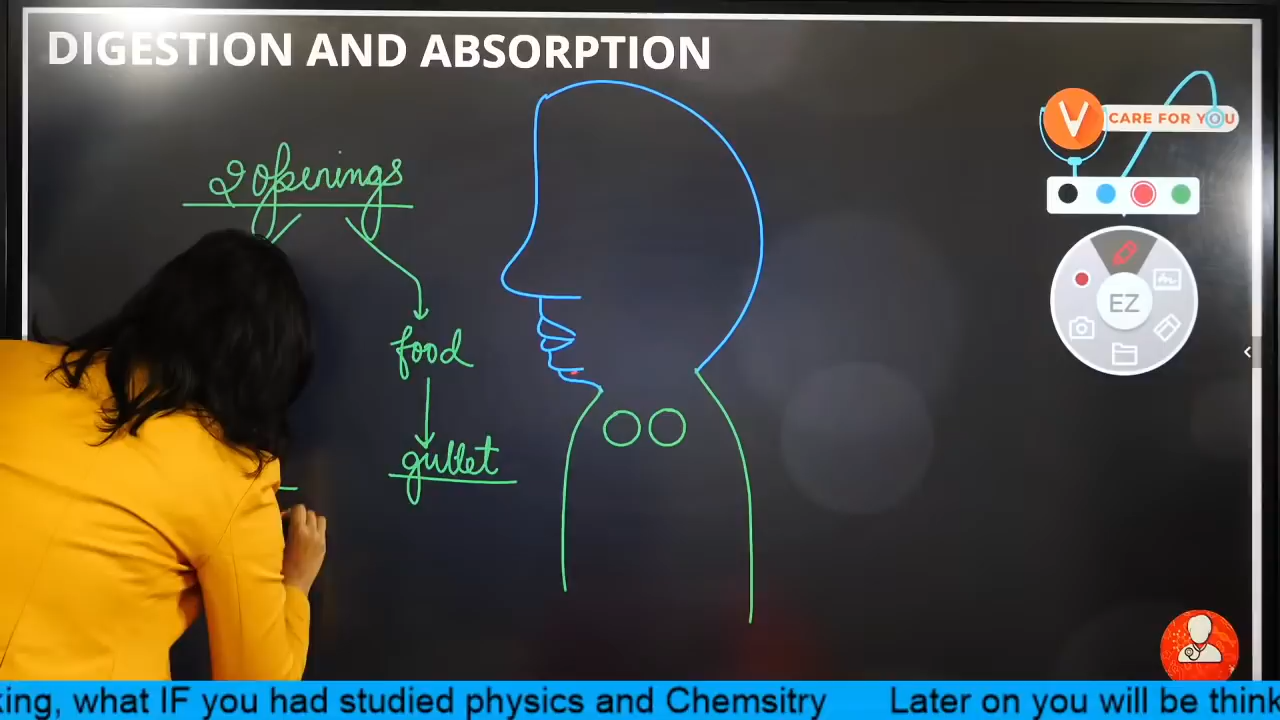 DIGESTION AND ABSORPTION
CARE FOR YOU
2 openings
EZ
food
gullet
king, what IF you had studied physics and Chemsitry Later on you will be think